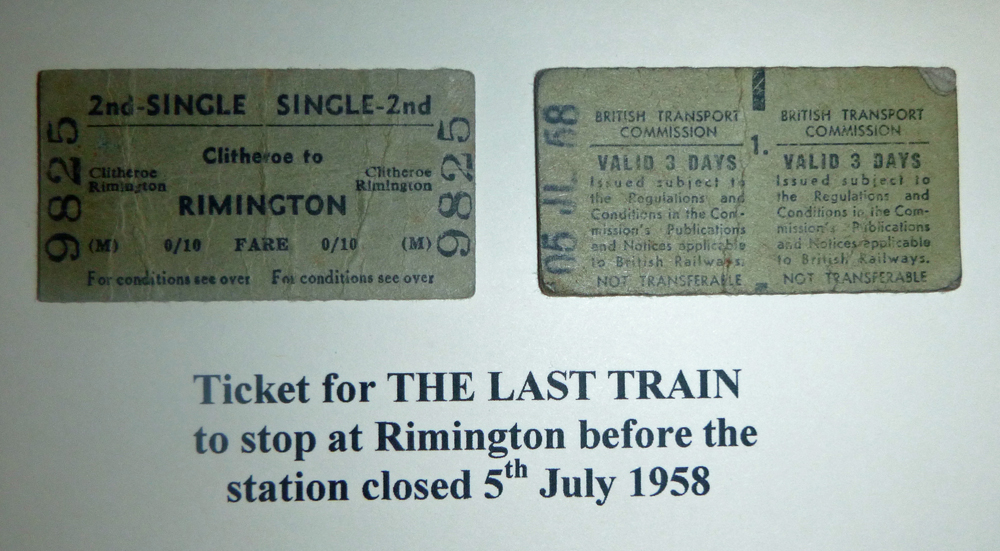 2nd-SINGLE SINGLE-2nd
Clitheroe to
Clitheroe Clitheroe
Rimington Rimington
RIMINGTON
(M) 0/10 FARE 0/10 (M)
For conditions see over For conditions see over
9825
9825
05 JL 58
BRITISH TRANSPORT
COMMISSION
VALID 3 DAYS
Issued subject to
the Regulations and
Conditions in the Com-
mission's Publications
and Notices applicable
to British Railways.
NOT TRANSFERABLE
1.
BRITISH TRANSPORT
COMMISSION
VALID 3 DAYS
Issued subject to
the Regulations and
Conditions in the Com-
mission's Publications
and Notices applicable
to British Railways.
NOT TRANSFERABLE
Ticket for THE LAST TRAIN
to stop at Rimington before the
station closed 5th July 1958